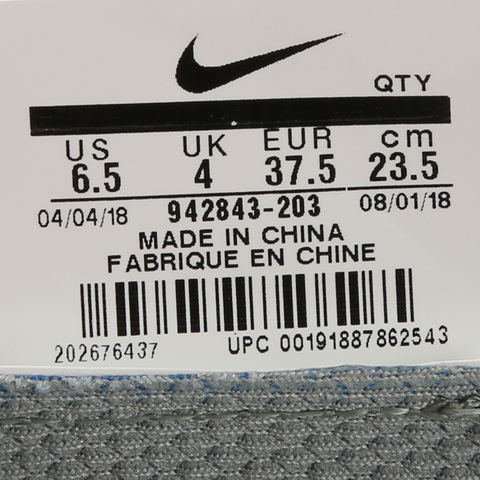 QTY
US UK EUR cm
6.5 4 37.5 23.5
04/04/18 942843-203 08/01/18
MADE IN CHINA
FABRIQUE EN CHINE
202676437 UPC 00191887862543